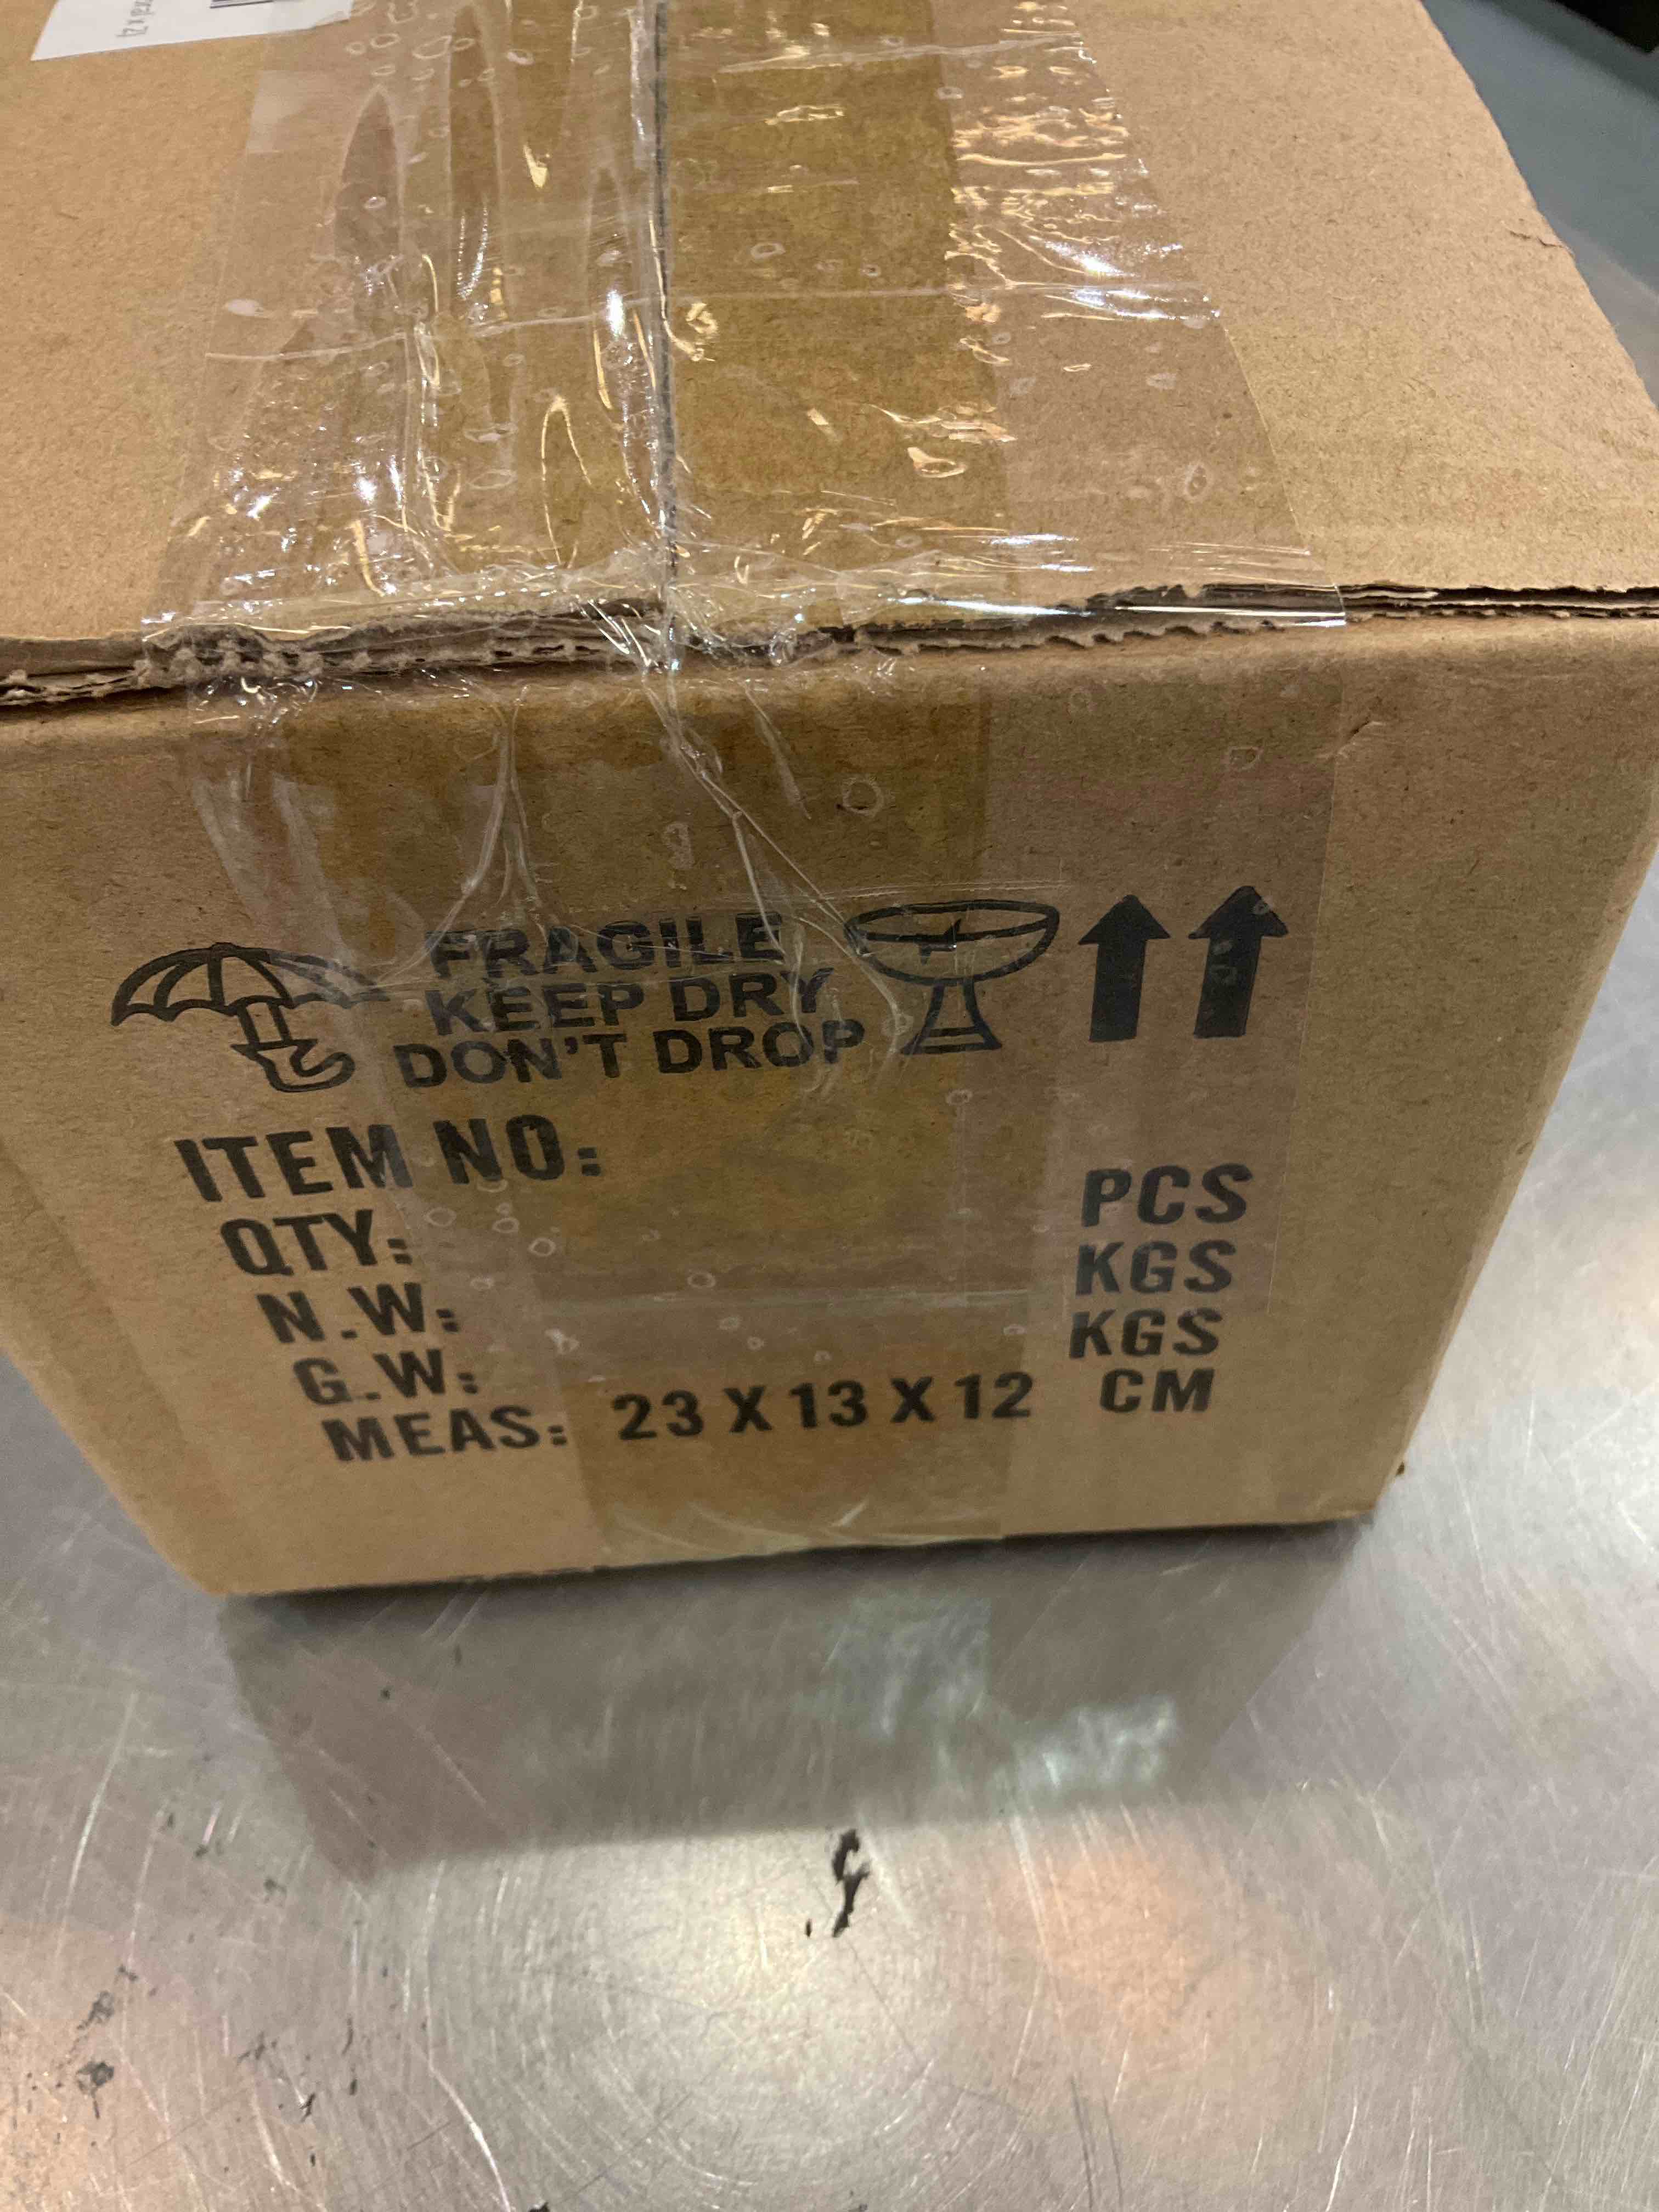 FRAGILE
KEEP DRY
DON'T DROP
ITEM NO:
QTY: PCS
N.W: KGS
G.W: KGS
MEAS: 23 X 13 X 12 CM